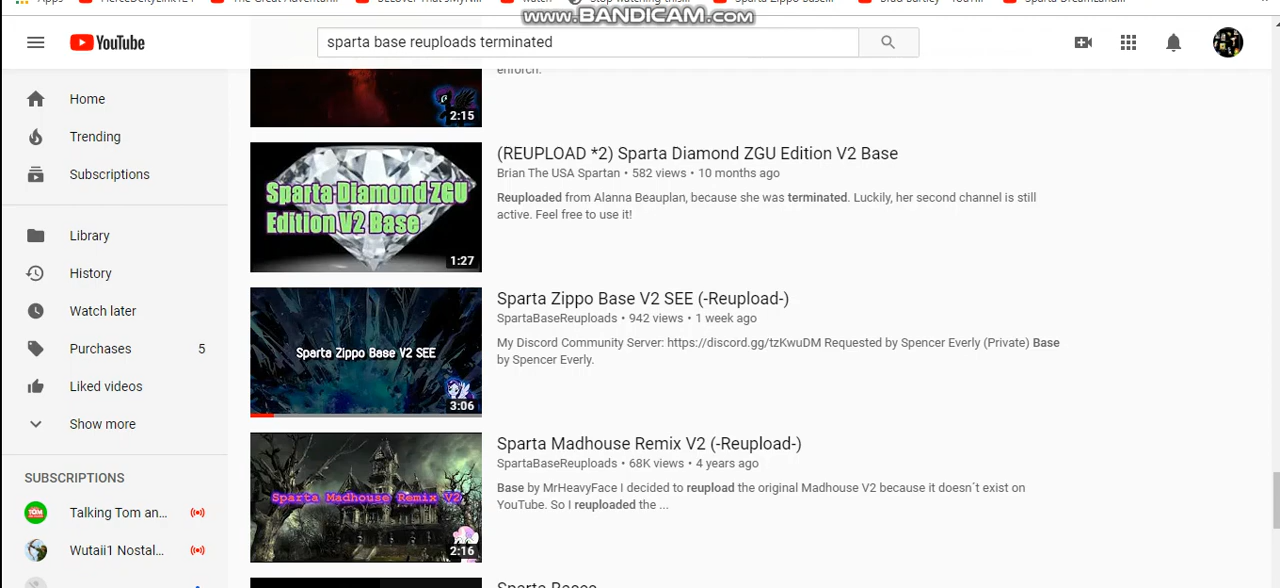 Apps
www.BANDICAM.com
YouTube
sparta base reuploads terminated
enforch.
2:15
Home
Trending
Subscriptions
Library
History
Watch later
Purchases 5
Liked videos
Show more
SUBSCRIPTIONS
Talking Tom an...
Wutaii1 Nostal...
Sparta Diamond ZGU
Edition V2 Base
1:27
(REUPLOAD *2) Sparta Diamond ZGU Edition V2 Base
Brian The USA Spartan • 582 views • 10 months ago
Reuploaded from Alanna Beauplan, because she was terminated. Luckily, her second channel is still
active. Feel free to use it!
Sparta Zippo Base V2 SEE
3:06
Sparta Zippo Base V2 SEE (-Reupload-)
SpartaBaseReuploads • 942 views • 1 week ago
My Discord Community Server: https://discord.gg/tzKwuDM Requested by Spencer Everly (Private) Base
by Spencer Everly.
Sparta Madhouse Remix V2
2:16
Sparta Madhouse Remix V2 (-Reupload-)
SpartaBaseReuploads • 68K views • 4 years ago
Base by MrHeavyFace I decided to reupload the original Madhouse V2 because it doesn´t exist on
YouTube. So I reuploaded the ...
Sparta Bases